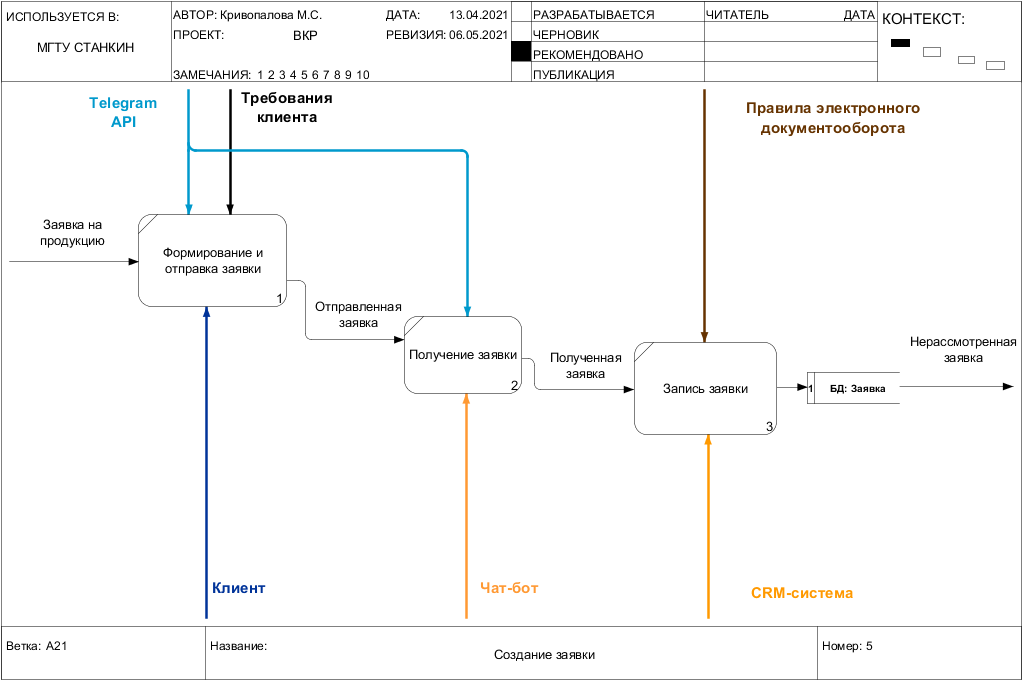 ИСПОЛЬЗУЕТСЯ В:
МГТУ СТАНКИН
АВТОР: Кривопалова М.С.
ДАТА: 13.04.2021
ПРОЕКТ: ВКР
РЕВИЗИЯ: 06.05.2021
ЗАМЕЧАНИЯ: 1 2 3 4 5 6 7 8 9 10
РАЗРАБАТЫВАЕТСЯ
ЧЕРНОВИК
РЕКОМЕНДОВАНО
ПУБЛИКАЦИЯ
ЧИТАТЕЛЬ ДАТА
КОНТЕКСТ:
Telegram
API
Требования
клиента
Правила электронного
документооборота
Заявка на
продукцию
Формирование и
отправка заявки
1
Отправленная
заявка
Получение заявки
2
Полученная
заявка
Запись заявки
3
1 БД: Заявка
Нерассмотренная
заявка
Клиент
Чат-бот
CRM-система
Ветка: A21
Название:
Создание заявки
Номер: 5